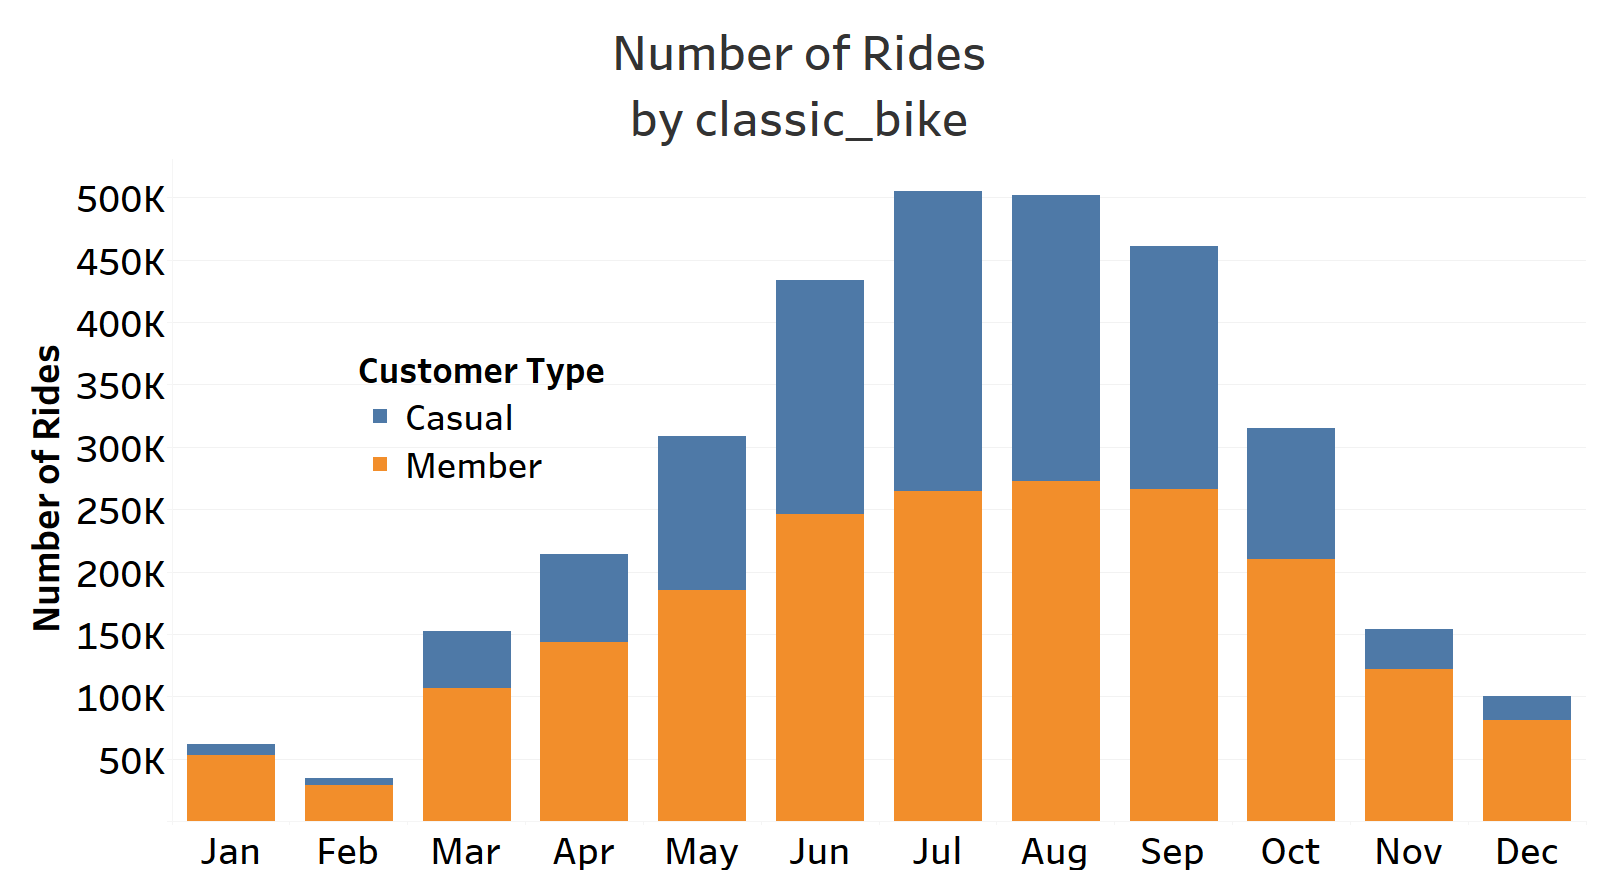 Number of Rides
by classic_bike
500K
450K
400K
350K
300K
250K
200K
150K
100K
50K
Number of Rides
Customer Type
Casual
Member
Jan Feb Mar Apr May Jun Jul Aug Sep Oct Nov Dec